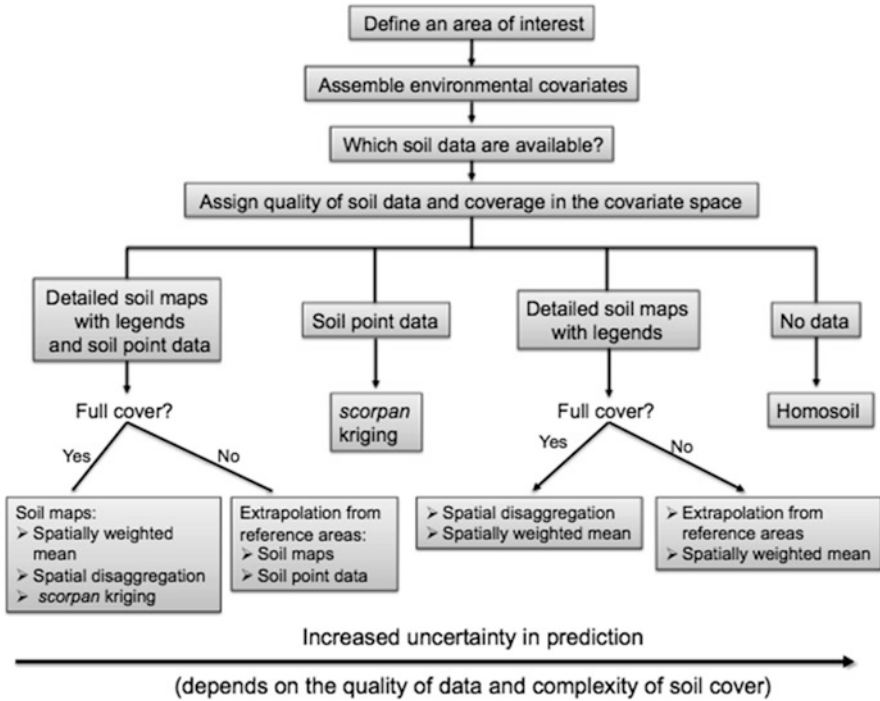 Define an area of interest
Assemble environmental covariates
Which soil data are available?
Assign quality of soil data and coverage in the covariate space
Detailed soil maps
with legends
and soil point data
Soil point data
Detailed soil maps
with legends
No data
Full cover?
scorpan
kriging
Full cover?
Homosoil
Yes
No
Yes
No
Soil maps:
➢ Spatially weighted
mean
➢ Spatial disaggregation
➢ scorpan kriging
Extrapolation from
reference areas:
➢ Soil maps
➢ Soil point data
➢ Spatial disaggregation
➢ Spatially weighted mean
➢ Extrapolation from
reference areas
➢ Spatially weighted mean
Increased uncertainty in prediction
(depends on the quality of data and complexity of soil cover)